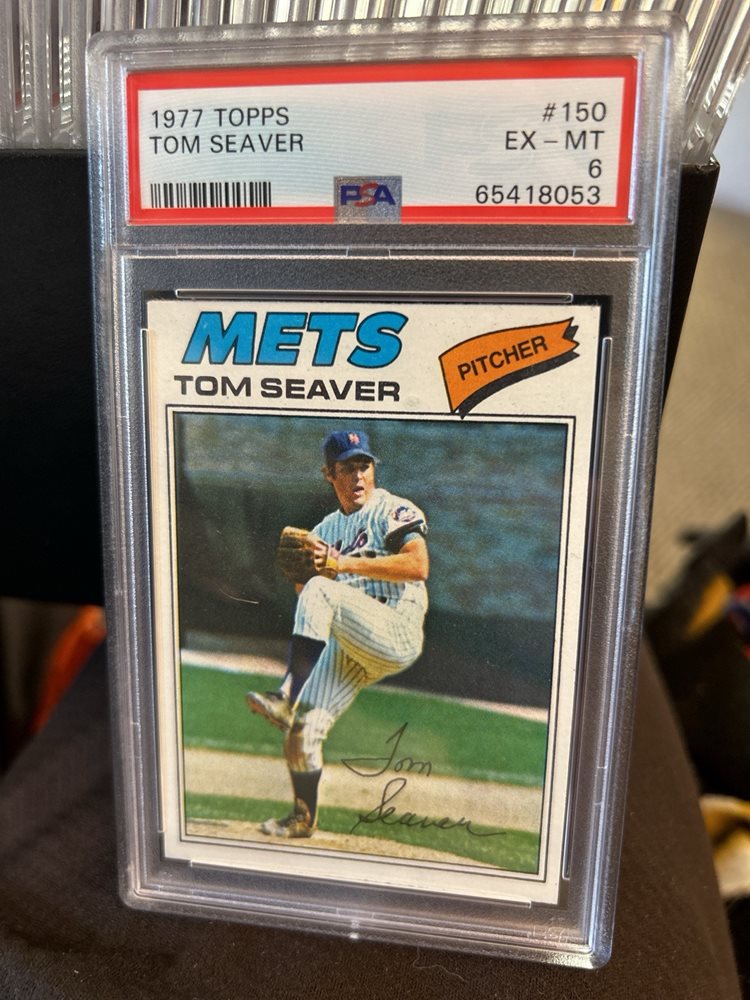 1977 TOPPS #150
TOM SEAVER EX - MT
6
PSA 65418053
METS
PITCHER
TOM SEAVER
Tom
Seaver